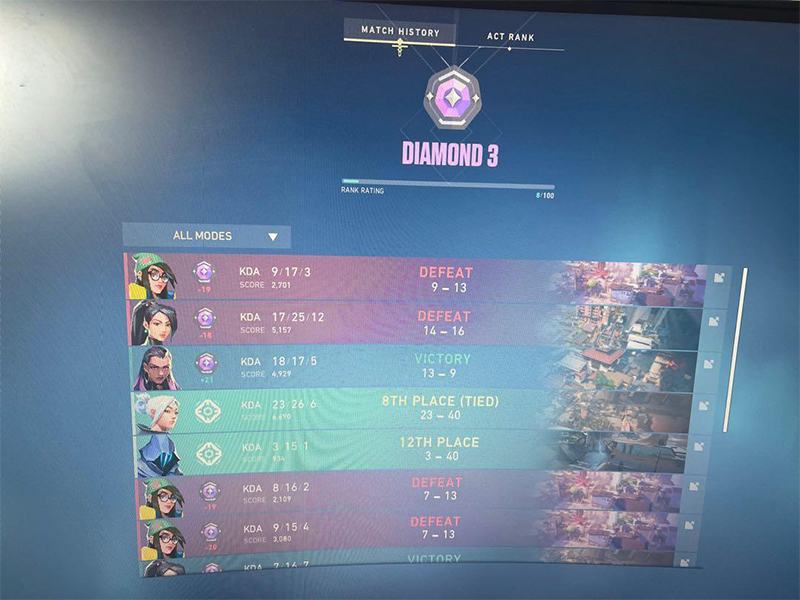 MATCH HISTORY
ACT RANK
DIAMOND 3
RANK RATING
8/100
ALL MODES
-19
KDA 9/17/3
SCORE 2,701
DEFEAT
9 – 13
-18
KDA 17/25/12
SCORE 5,157
DEFEAT
14 – 16
+21
KDA 18/17/5
SCORE 4,929
VICTORY
13 – 9
KDA 23/26/6
SCORE 6,690
8TH PLACE (TIED)
23 – 40
KDA 3/15/1
SCORE 934
12TH PLACE
3 – 40
-19
KDA 8/16/2
SCORE 2,109
DEFEAT
7 – 13
-20
KDA 9/15/4
SCORE 3,080
DEFEAT
7 – 13
KDA 7/16/7
VICTORY